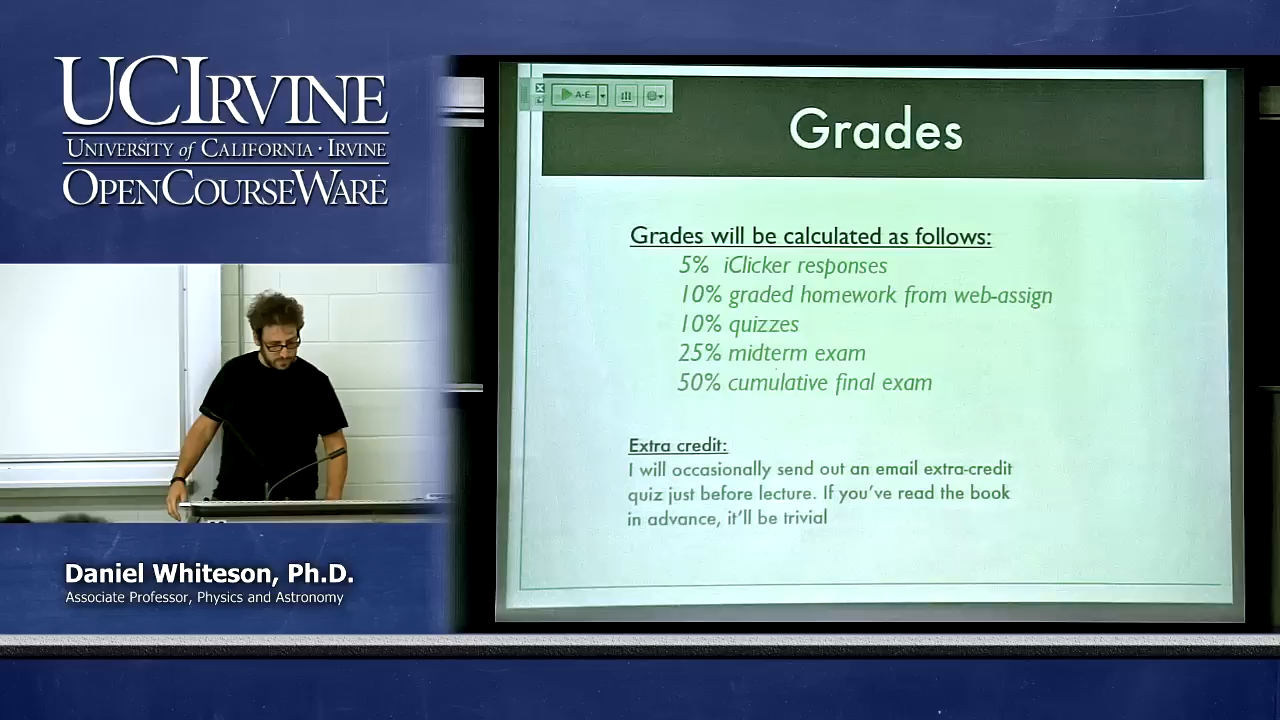 UCIRVINE
UNIVERSITY of CALIFORNIA · IRVINE
OPENCOURSEWARE
A-E
Grades
Grades will be calculated as follows:
5% iClicker responses
10% graded homework from web-assign
10% quizzes
25% midterm exam
50% cumulative final exam
Extra credit:
I will occasionally send out an email extra-credit
quiz just before lecture. If you've read the book
in advance, it'll be trivial
Daniel Whiteson, Ph.D.
Associate Professor, Physics and Astronomy